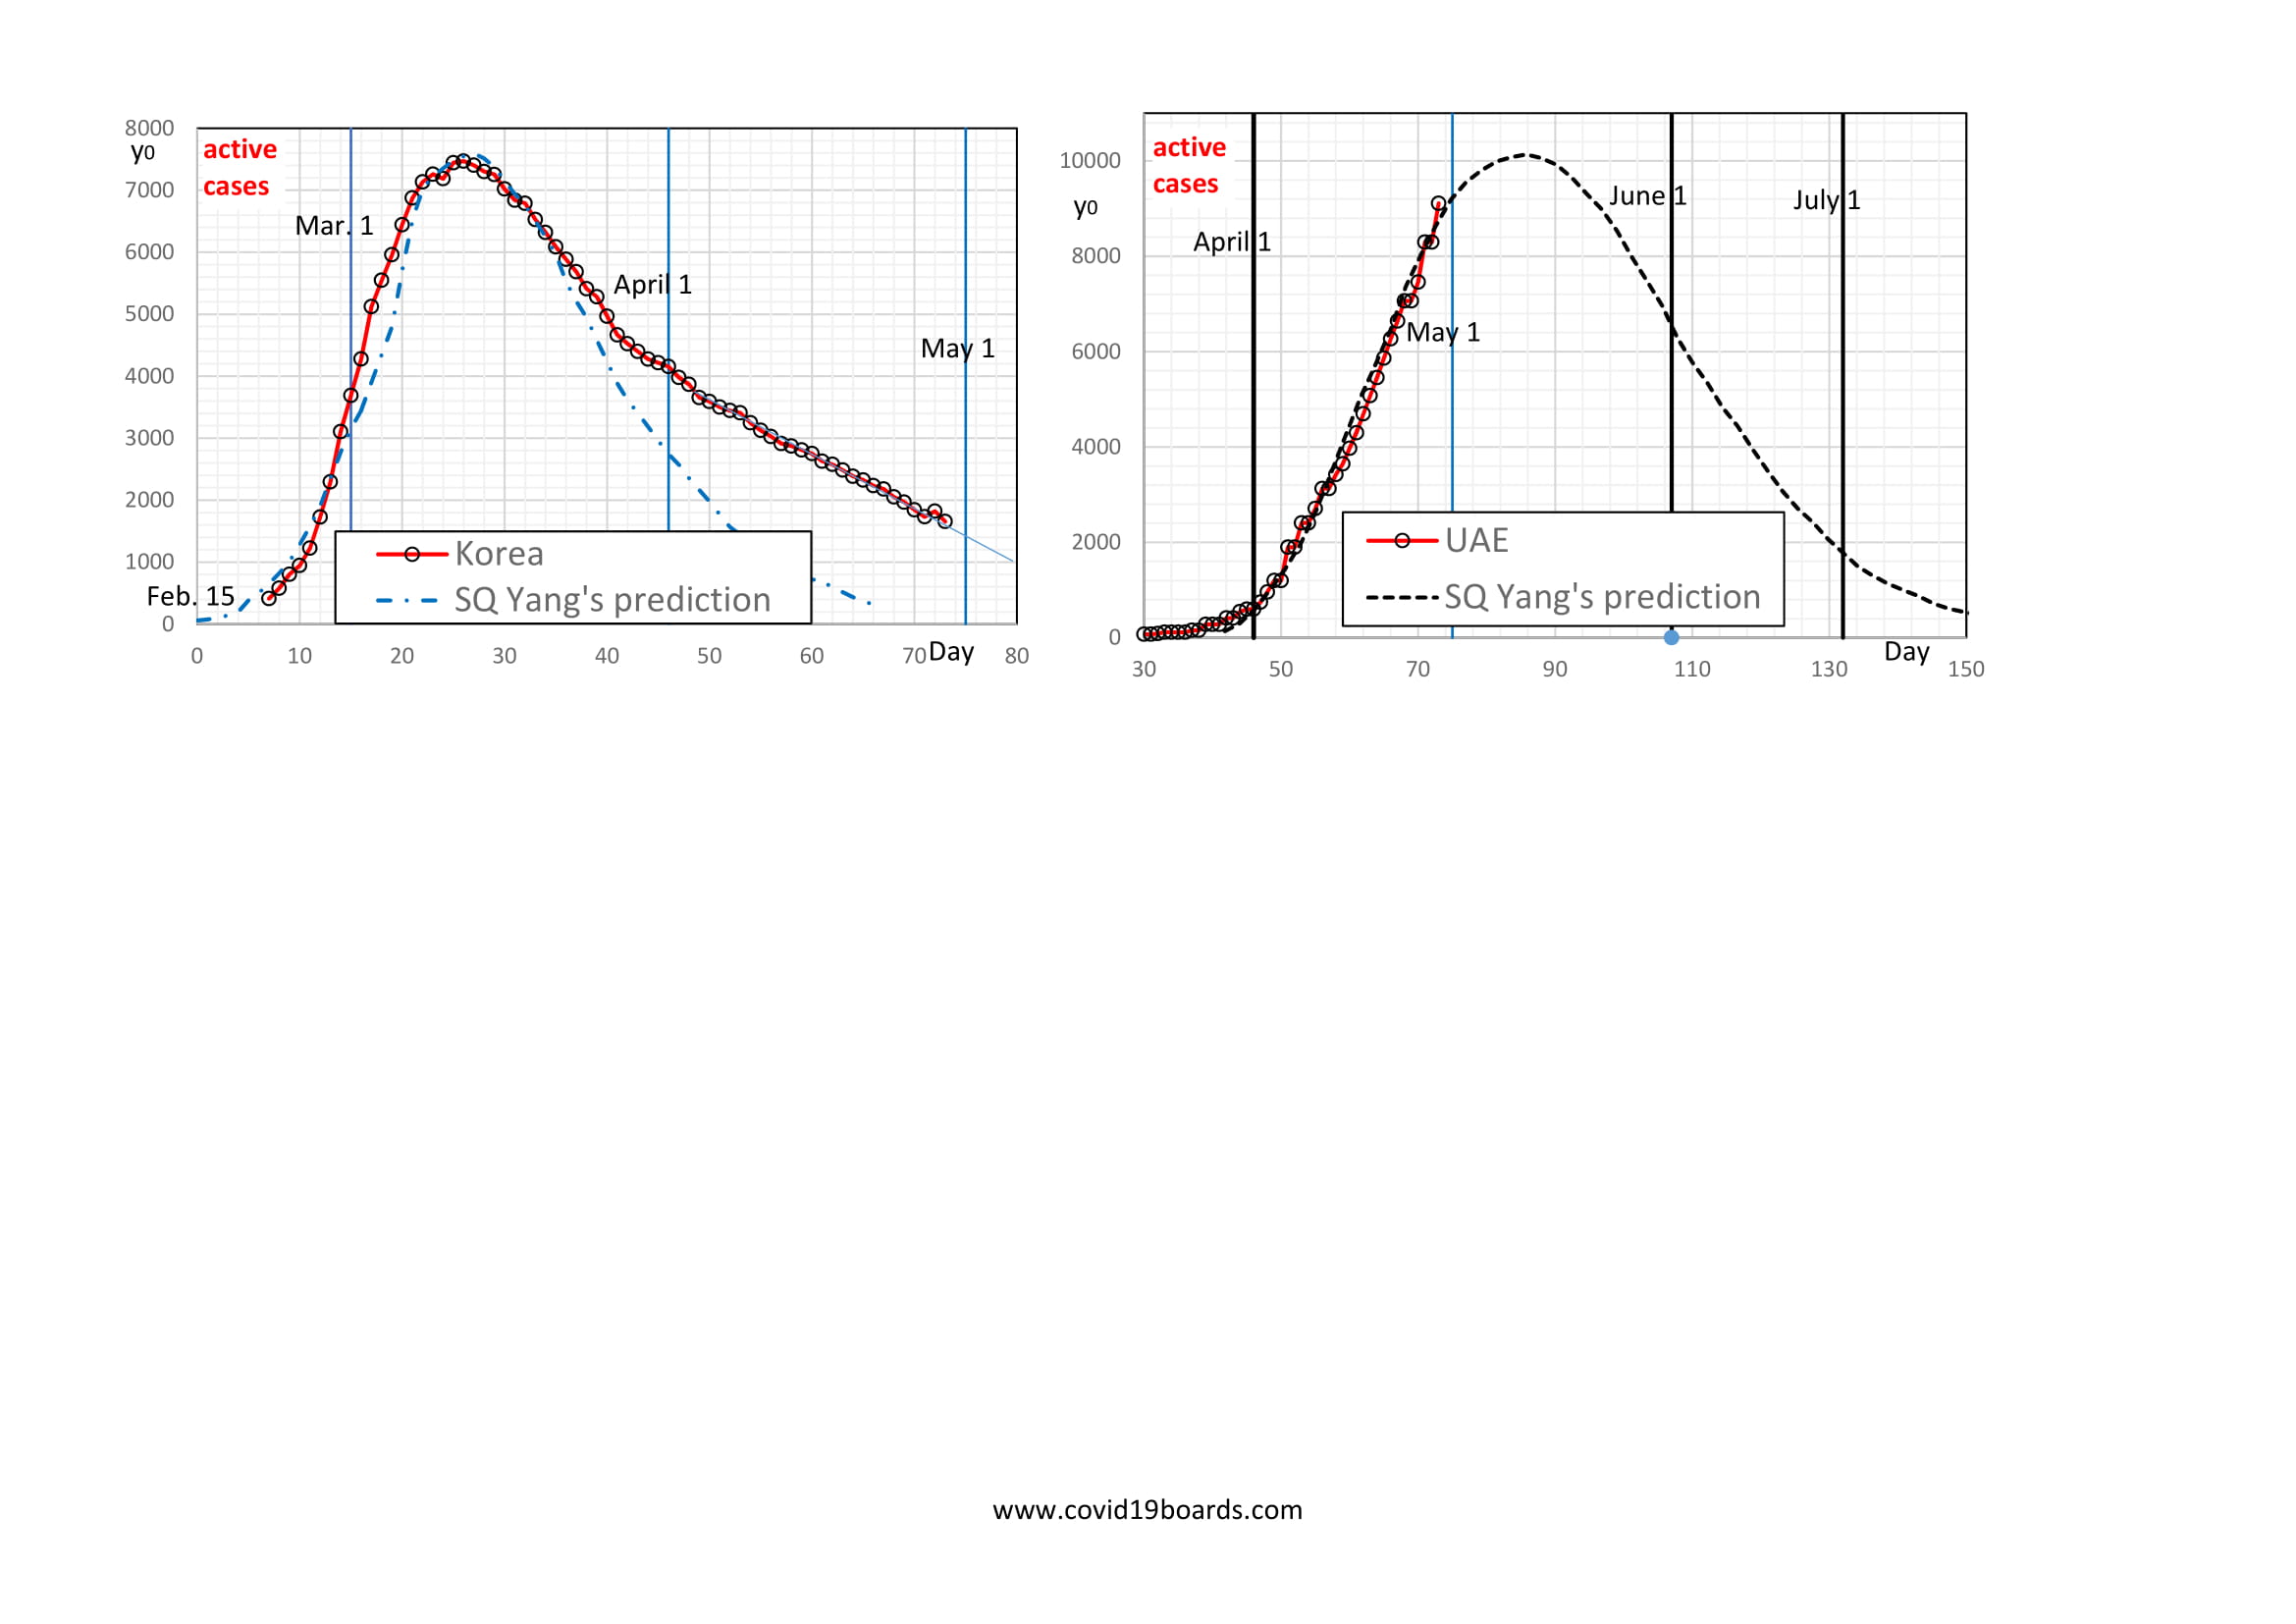 8000
y0
active
cases
7000
Mar. 1
6000
April 1
5000
May 1
4000
3000
2000
1000
Feb. 15
0
Korea
SQ Yang's prediction
0 10 20 30 40 50 60 70 Day 80
active
cases
10000
y0
June 1
July 1
April 1
8000
May 1
6000
4000
2000
0
UAE
SQ Yang's prediction
Day
30 50 70 90 110 130 150
www.covid19boards.com